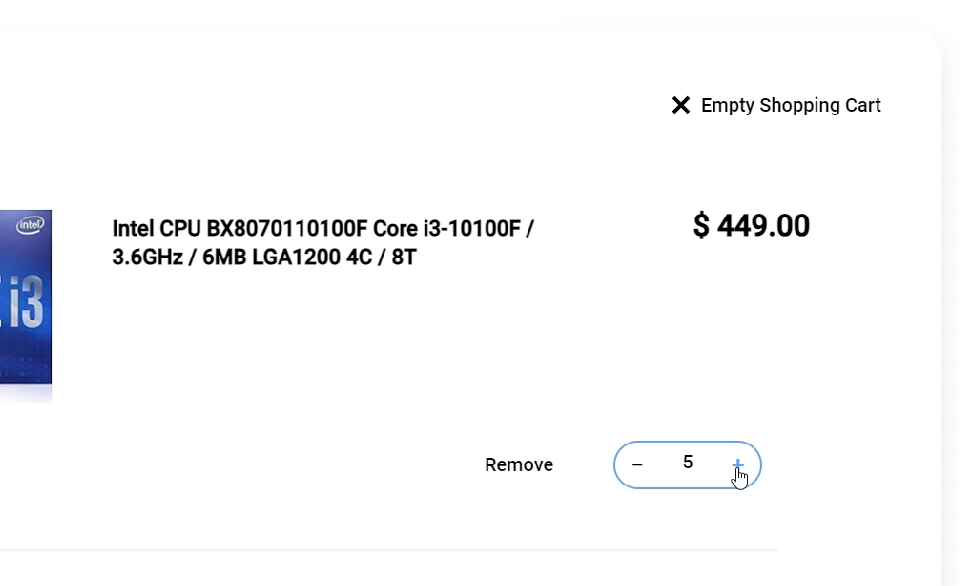 Empty Shopping Cart
intel
Intel CPU BX8070110100F Core i3-10100F /
3.6GHz / 6MB LGA1200 4C / 8T
$ 449.00
i3
Remove
− 5 +